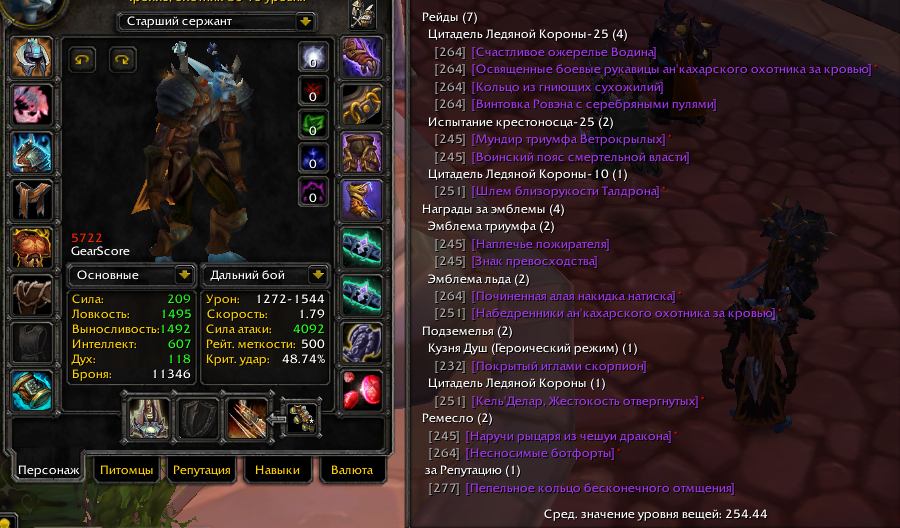 Старший сержант
0
0
0
0
0
5722
GearScore
Основные
Дальний бой
Сила: 209
Ловкость: 1495
Выносливость:1492
Интеллект: 607
Дух: 118
Броня: 11346
Урон: 1272-1544
Скорость: 1.79
Сила атаки: 4092
Рейт. меткости: 500
Крит. удар: 48.74%
Персонаж
Питомцы
Репутация
Навыки
Валюта
Рейды (7)
Цитадель Ледяной Короны-25 (4)
[264] [Счастливое ожерелье Водина]
[264] [Освященные боевые рукавицы ан'кахарского охотника за кровью]
[264] [Кольцо из гниющих сухожилий]
[264] [Винтовка Ровэна с серебряными пулями]
Испытание крестоносца-25 (2)
[245] [Мундир триумфа Ветрокрылых]
[245] [Воинский пояс смертельной власти]
Цитадель Ледяной Короны-10 (1)
[251] [Шлем близорукости Талдрона]
Награды за эмблемы (4)
Эмблема триумфа (2)
[245] [Наплечье пожирателя]
[245] [Знак превосходства]
Эмблема льда (2)
[264] [Починенная алая накидка натиска]
[251] [Набедренники ан'кахарского охотника за кровью]
Подземелья (2)
Кузня Душ (Героический режим) (1)
[232] [Покрытый иглами скорпион]
Цитадель Ледяной Короны (1)
[251] [Кель'Делар, Жестокость отвергнутых]
Ремесло (2)
[245] [Наручи рыцаря из чешуи дракона]
[264] [Несносимые ботфорты]
за Репутацию (1)
[277] [Пепельное кольцо бесконечного отмщения]
Сред. значение уровня вещей: 254.44